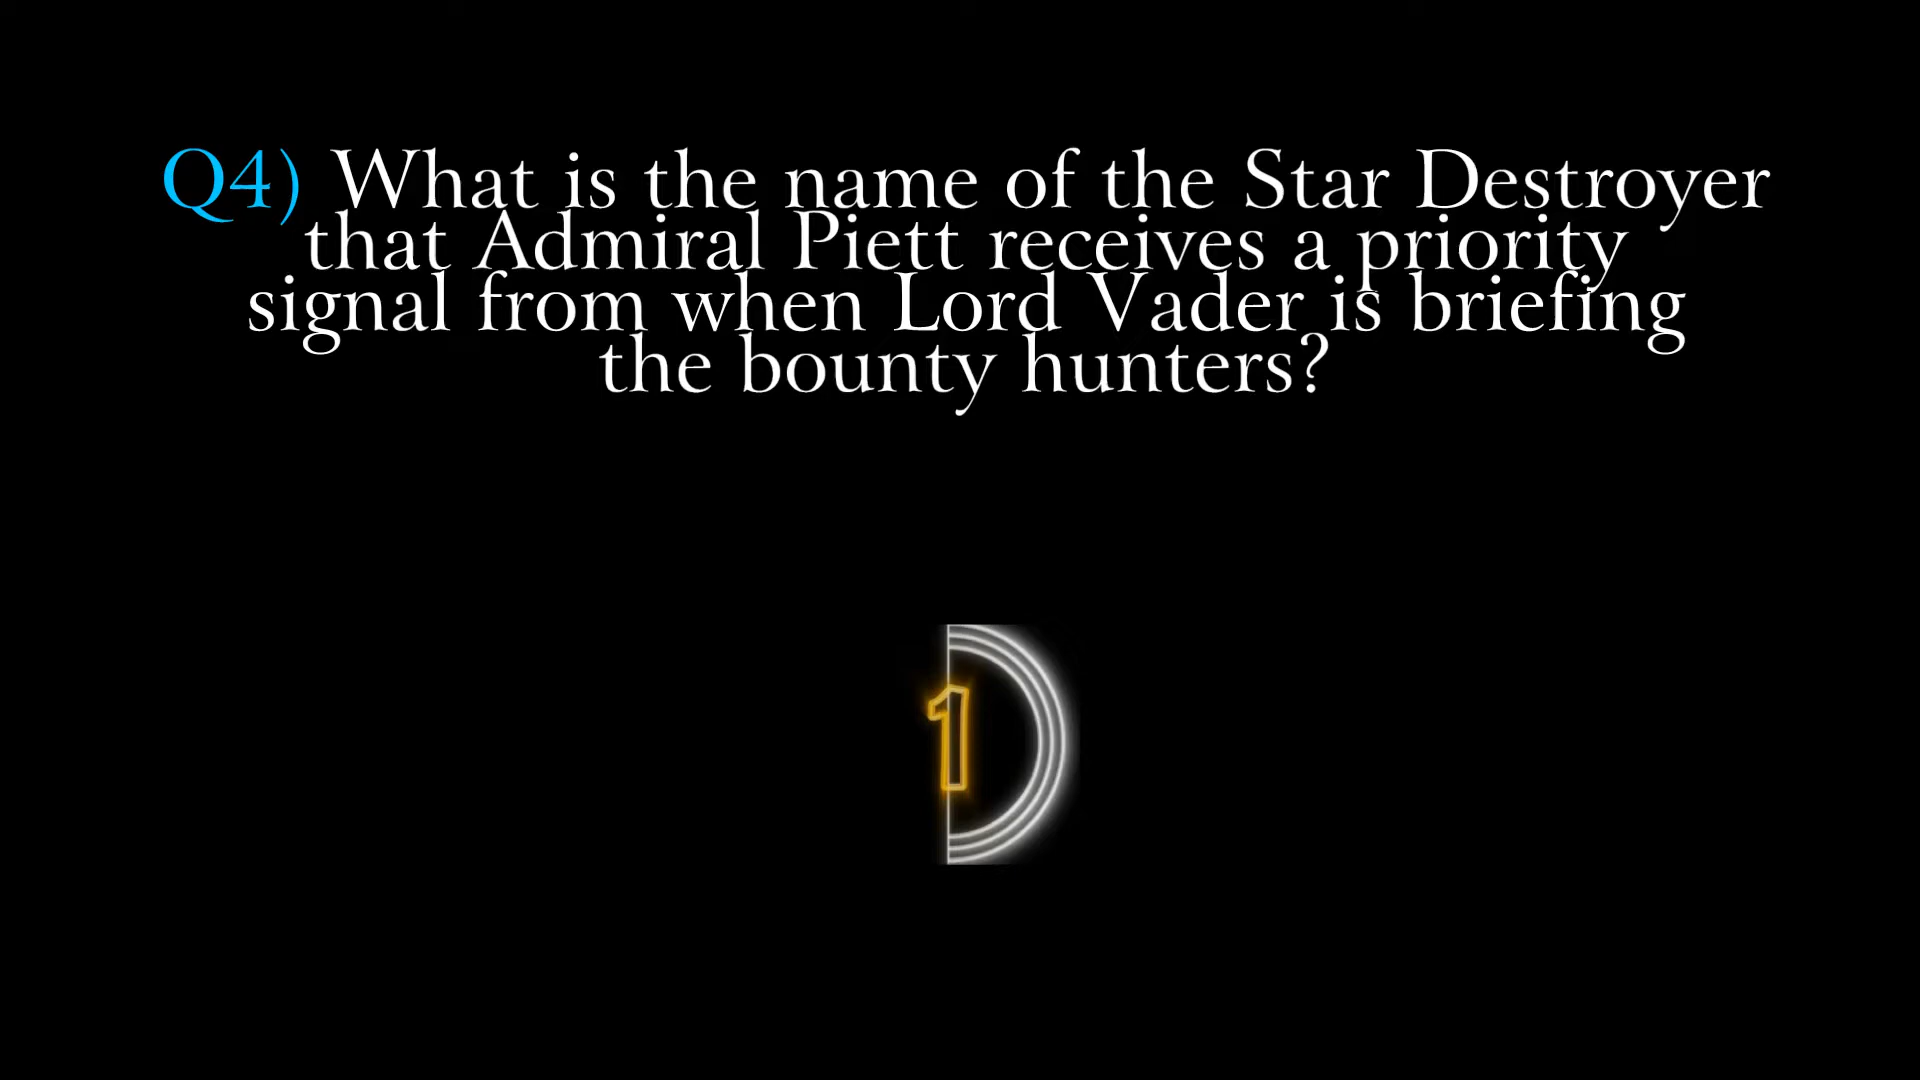 Q4) What is the name of the Star Destroyer
that Admiral Piett receives a priority
signal from when Lord Vader is briefing
the bounty hunters?
1